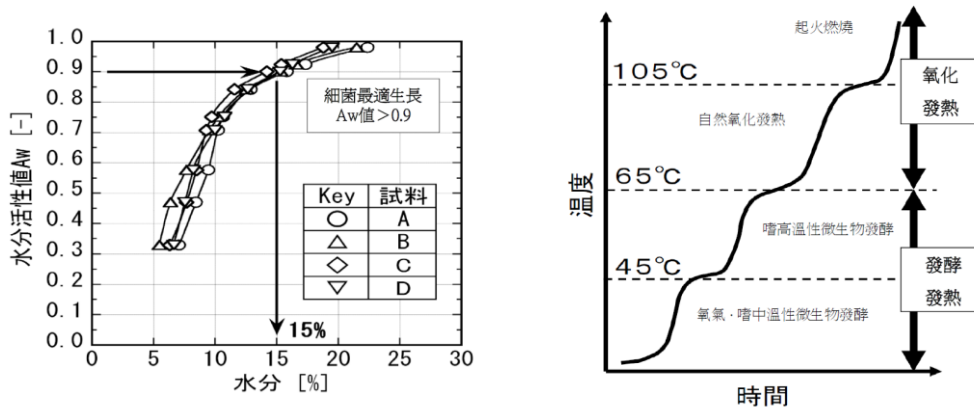 1.0
0.9
0.8
0.7
0.6
0.5
0.4
0.3
0.2
0.1
0.0
水分活性值Aw [-]
細菌最適生長
Aw值＞0.9
Key 試料
A
B
C
D
15%
0 5 10 15 20 25 30
水分 [%]
溫度
起火燃燒
105℃
自然氧化發熱
65℃
嗜高溫性微生物發酵
45℃
氧氣・嗜中溫性微生物發酵
氧化
發熱
發酵
發熱
時間